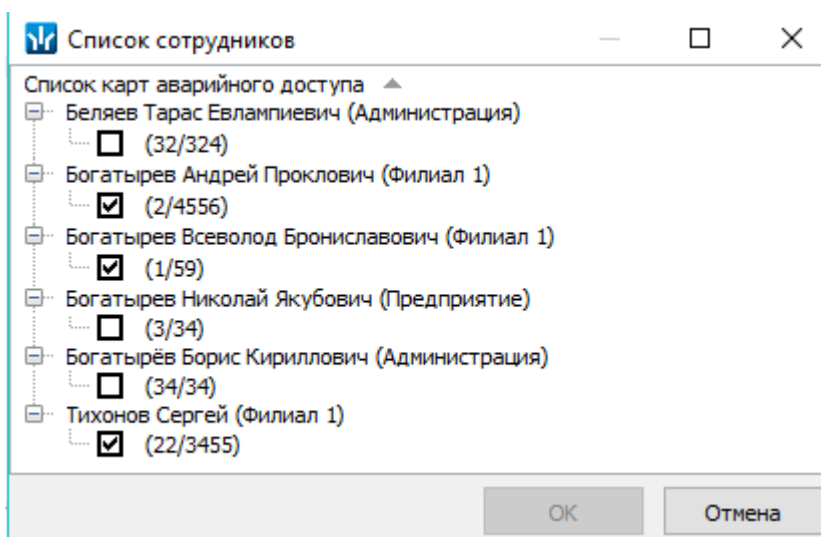 Список сотрудников
Список карт аварийного доступа
Беляев Тарас Евлампиевич (Администрация)
(32/324)
Богатырев Андрей Проклович (Филиал 1)
(2/4556)
Богатырев Всеволод Брониславович (Филиал 1)
(1/59)
Богатырев Николай Якубович (Предприятие)
(3/34)
Богатырёв Борис Кириллович (Администрация)
(34/34)
Тихонов Сергей (Филиал 1)
(22/3455)
ОК Отмена